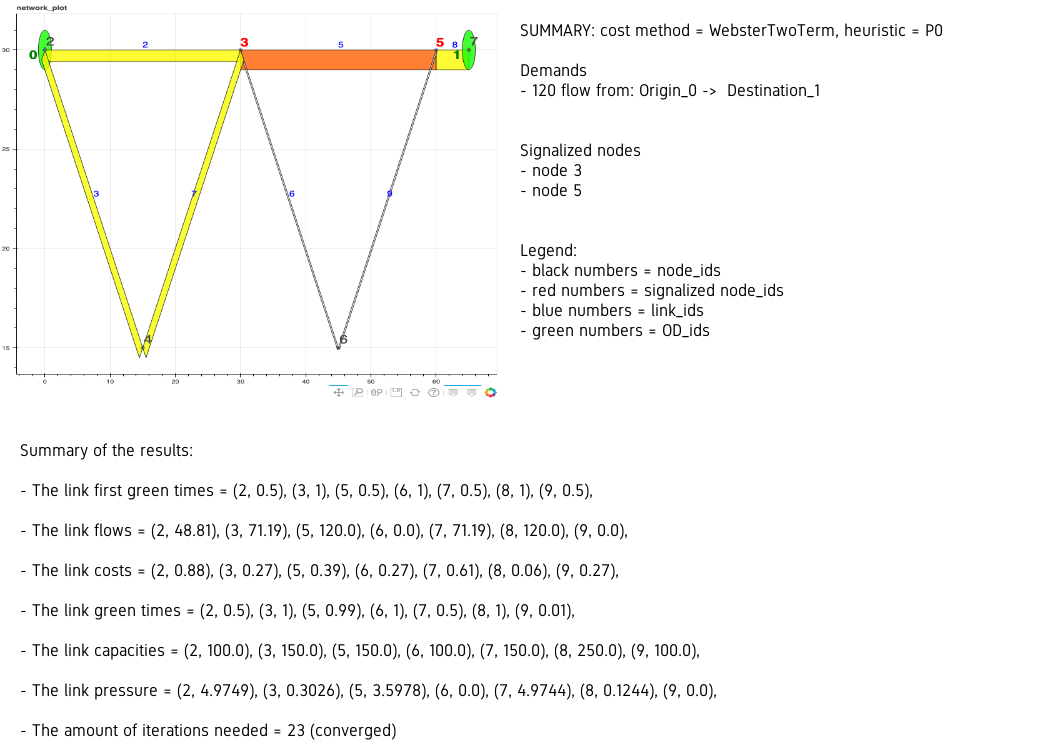 network_plot
SUMMARY: cost method = WebsterTwoTerm, heuristic = P0
Demands
- 120 flow from: Origin_0 -> Destination_1
Signalized nodes
- node 3
- node 5
Legend:
- black numbers = node_ids
- red numbers = signalized node_ids
- blue numbers = link_ids
- green numbers = OD_ids
2 2 3 5 5 8 7
0 1
30
25
3 7 6 9
20
4 6
15
0 10 20 30 40 50 60
Summary of the results:
- The link first green times = (2, 0.5), (3, 1), (5, 0.5), (6, 1), (7, 0.5), (8, 1), (9, 0.5),
- The link flows = (2, 48.81), (3, 71.19), (5, 120.0), (6, 0.0), (7, 71.19), (8, 120.0), (9, 0.0),
- The link costs = (2, 0.88), (3, 0.27), (5, 0.39), (6, 0.27), (7, 0.61), (8, 0.06), (9, 0.27),
- The link green times = (2, 0.5), (3, 1), (5, 0.99), (6, 1), (7, 0.5), (8, 1), (9, 0.01),
- The link capacities = (2, 100.0), (3, 150.0), (5, 150.0), (6, 100.0), (7, 150.0), (8, 250.0), (9, 100.0),
- The link pressure = (2, 4.9749), (3, 0.3026), (5, 3.5978), (6, 0.0), (7, 4.9744), (8, 0.1244), (9, 0.0),
- The amount of iterations needed = 23 (converged)